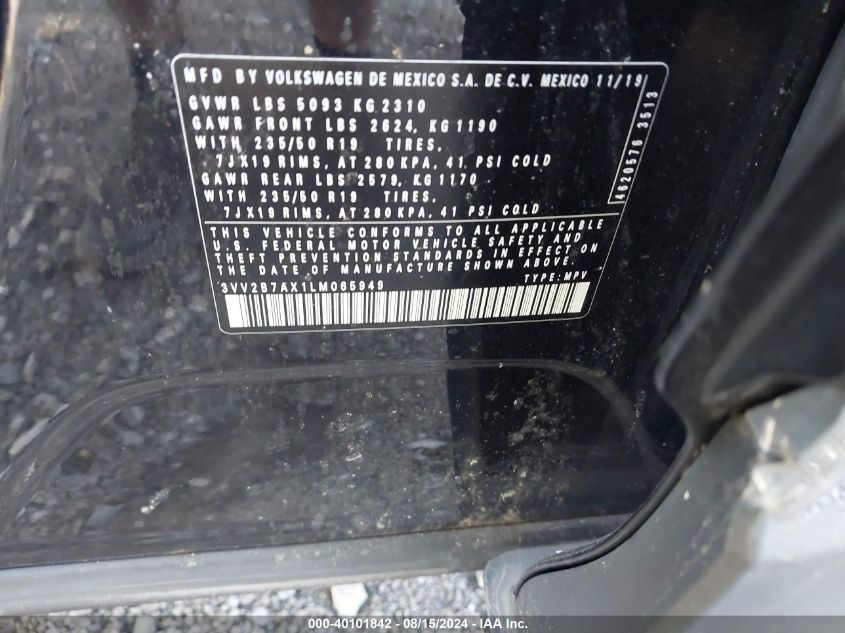 MFD BY VOLKSWAGEN DE MEXICO S.A. DE C.V. MEXICO 11/19
GVWR LBS 5093 KG 2310
GAWR FRONT LBS 2624, KG 1190
WITH 235/50 R19 TIRES,
7JX19 RIMS, AT 280 KPA, 41 PSI COLD
GAWR REAR LBS 2579, KG 1170
WITH 235/50 R19 TIRES,
7JX19 RIMS, AT 280 KPA, 41 PSI COLD
4620576 3513
THIS VEHICLE CONFORMS TO ALL APPLICABLE
U.S. FEDERAL MOTOR VEHICLE SAFETY AND
THEFT PREVENTION STANDARDS IN EFFECT ON
THE DATE OF MANUFACTURE SHOWN ABOVE.
3VV2B7AX1LM065949 TYPE: MPV
000-40101842 - 08/15/2024 - IAA Inc.